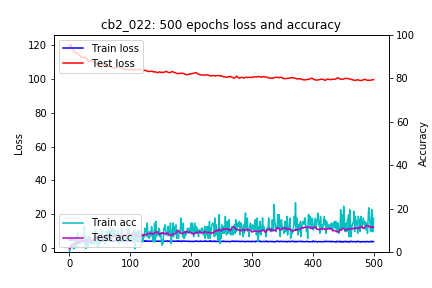 cb2_022: 500 epochs loss and accuracy
Train loss
Test loss
Train acc
Test acc
Loss
Accuracy
0
20
40
60
80
100
120
0
20
40
60
80
100
0
100
200
300
400
500